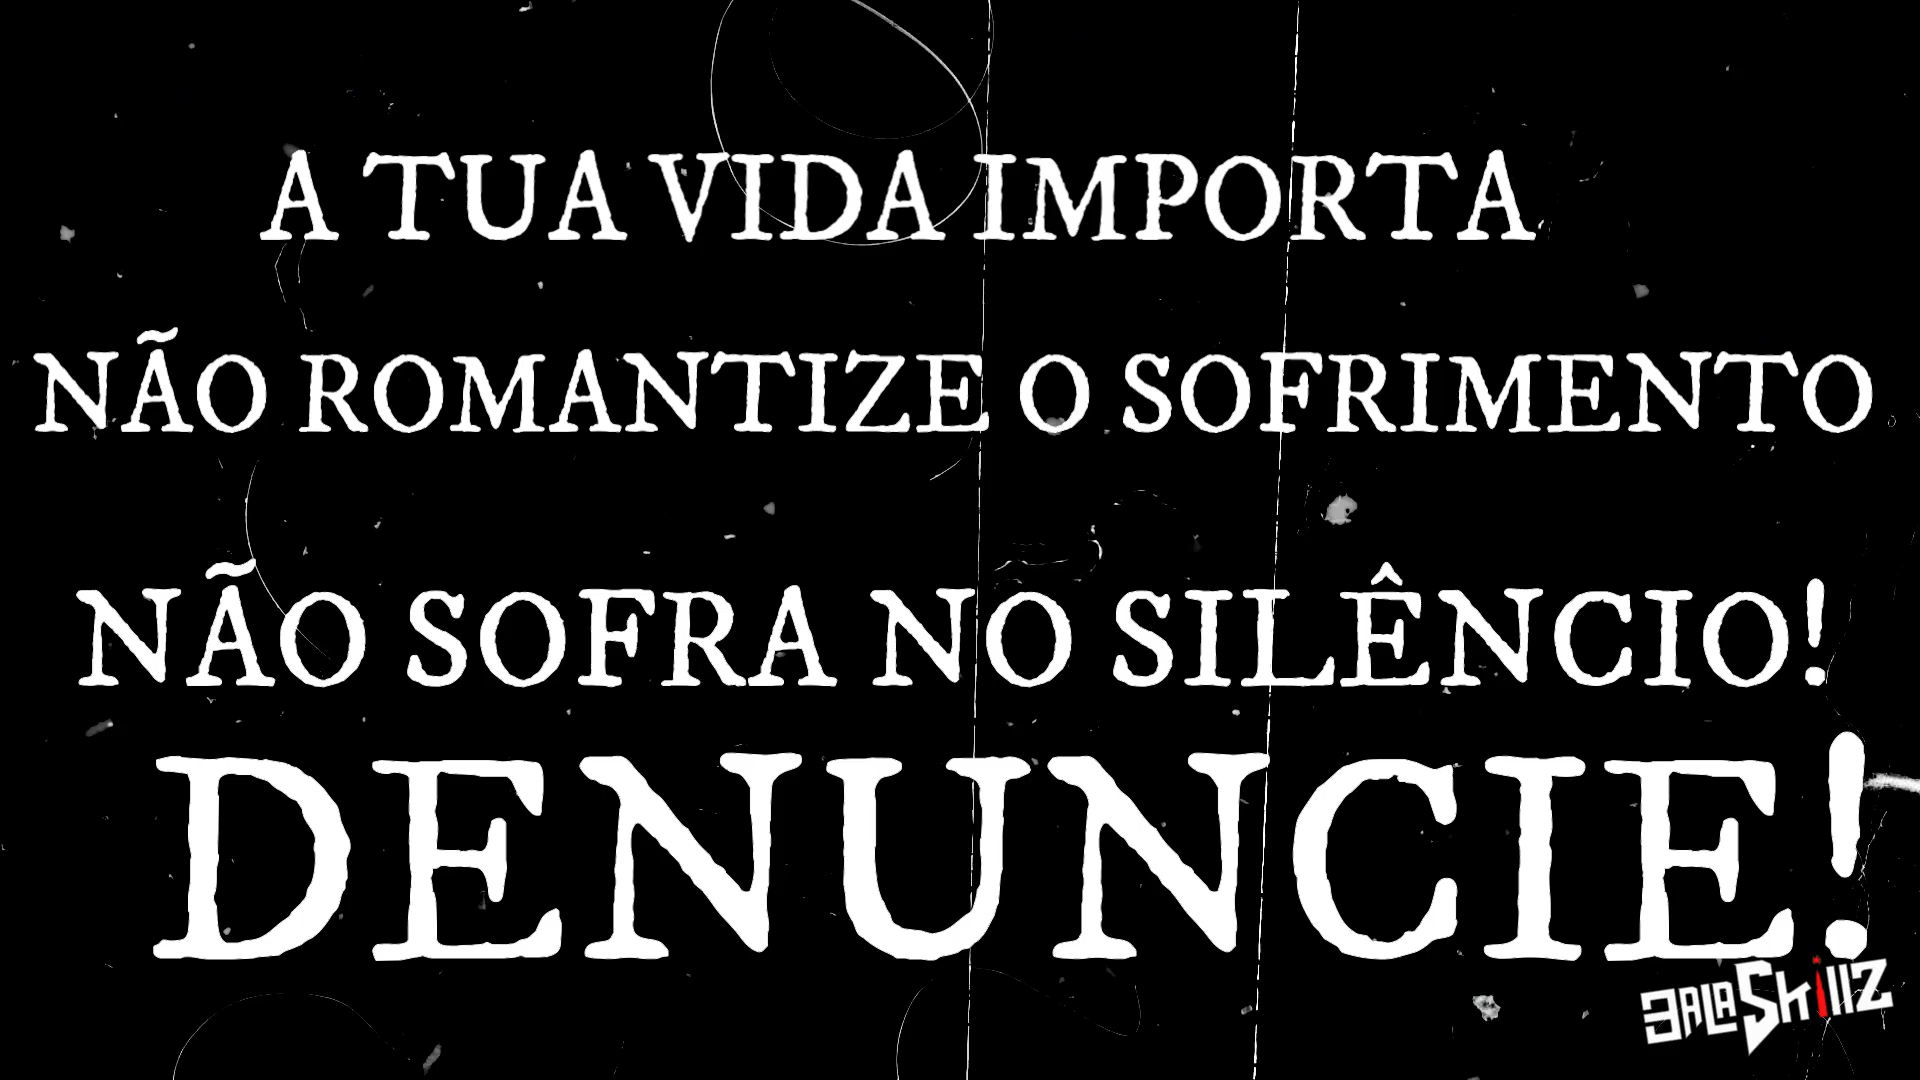 A TUA VIDA IMPORTA
NÃO ROMANTIZE O SOFRIMENTO
NÃO SOFRA NO SILÊNCIO!
DENUNCIE!
BALASkillZ